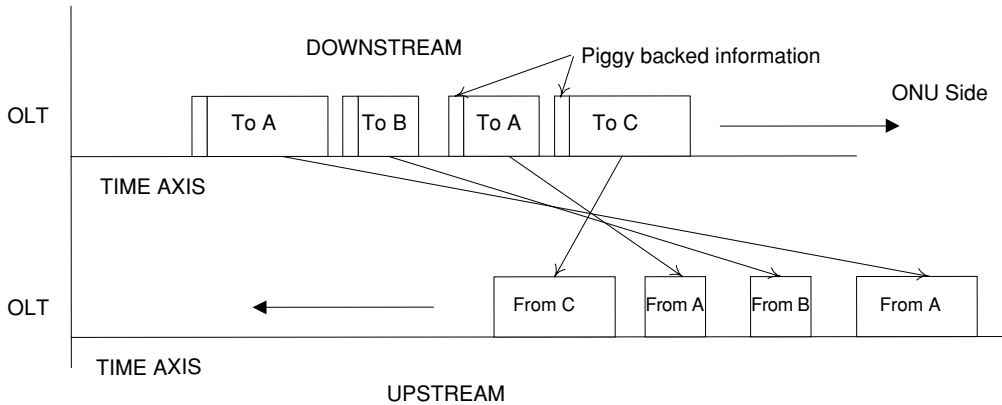 DOWNSTREAM
Piggy backed information
ONU Side
OLT
To A
To B
To A
To C
TIME AXIS
OLT
From C
From A
From B
From A
TIME AXIS
UPSTREAM